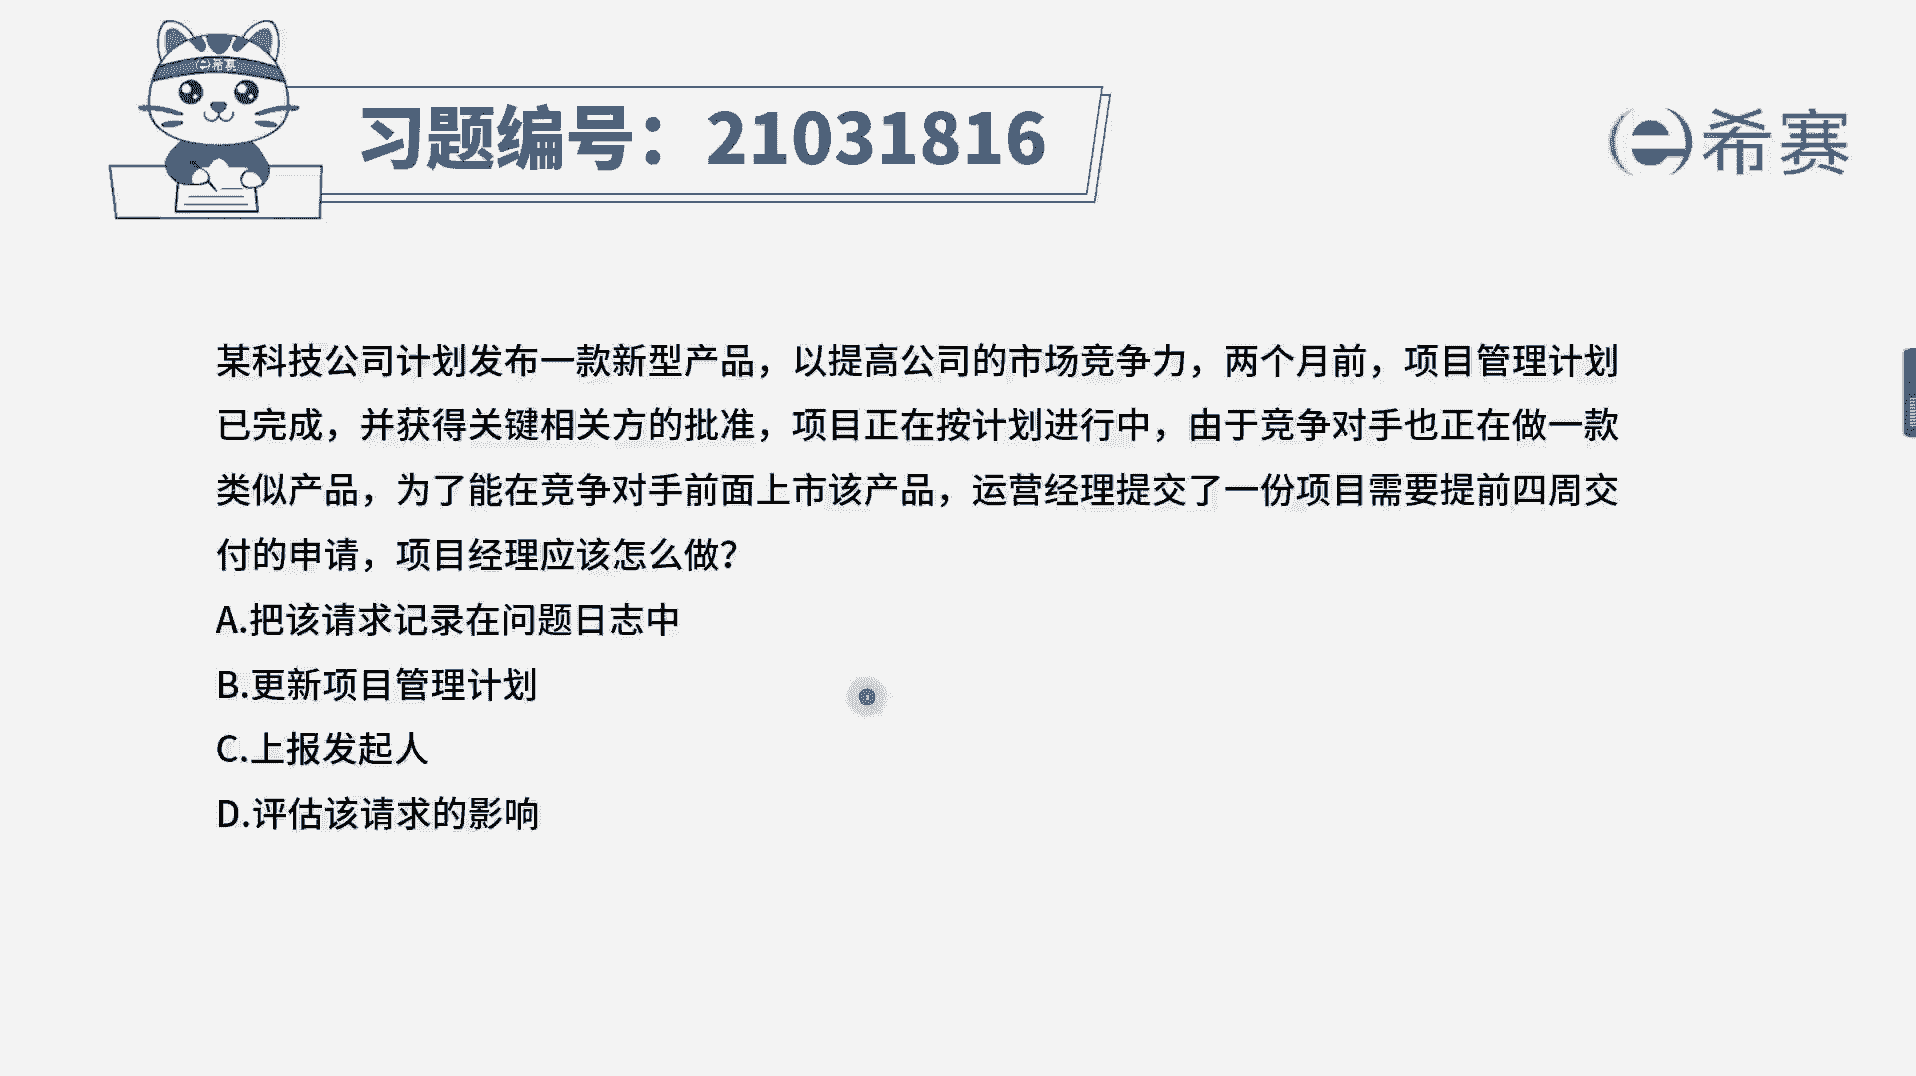 希赛
习题编号：21031816
希赛
某科技公司计划发布一款新型产品，以提高公司的市场竞争力，两个月前，项目管理计划
已完成，并获得关键相关方的批准，项目正在按计划进行中，由于竞争对手也正在做一款
类似产品，为了能在竞争对手前面上市该产品，运营经理提交了一份项目需要提前四周交
付的申请，项目经理应该怎么做？
A.把该请求记录在问题日志中
B.更新项目管理计划
C.上报发起人
D.评估该请求的影响